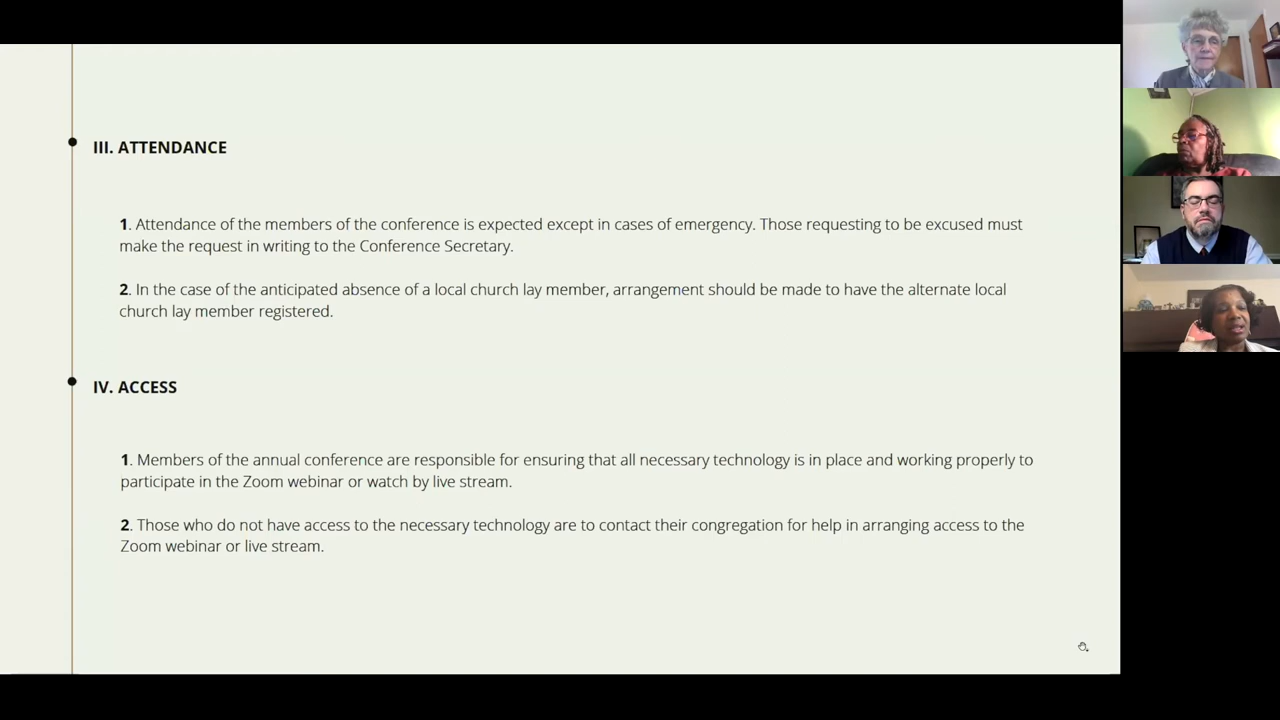 III. ATTENDANCE
1. Attendance of the members of the conference is expected except in cases of emergency. Those requesting to be excused must
make the request in writing to the Conference Secretary.
2. In the case of the anticipated absence of a local church lay member, arrangement should be made to have the alternate local
church lay member registered.
IV. ACCESS
1. Members of the annual conference are responsible for ensuring that all necessary technology is in place and working properly to
participate in the Zoom webinar or watch by live stream.
2. Those who do not have access to the necessary technology are to contact their congregation for help in arranging access to the
Zoom webinar or live stream.